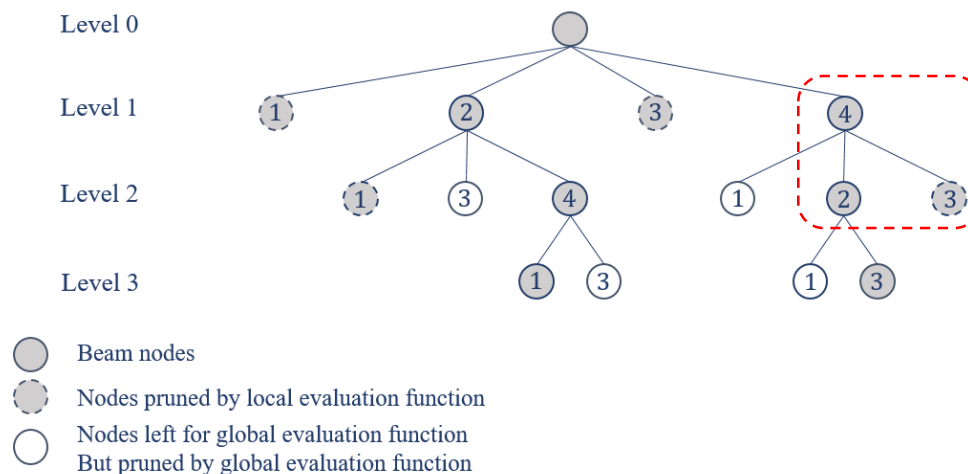 Level 0
Level 1
1 2 3 4
Level 2
1 3 4 1 2 3
Level 3
1 3 1 3
Beam nodes
Nodes pruned by local evaluation function
Nodes left for global evaluation function
But pruned by global evaluation function